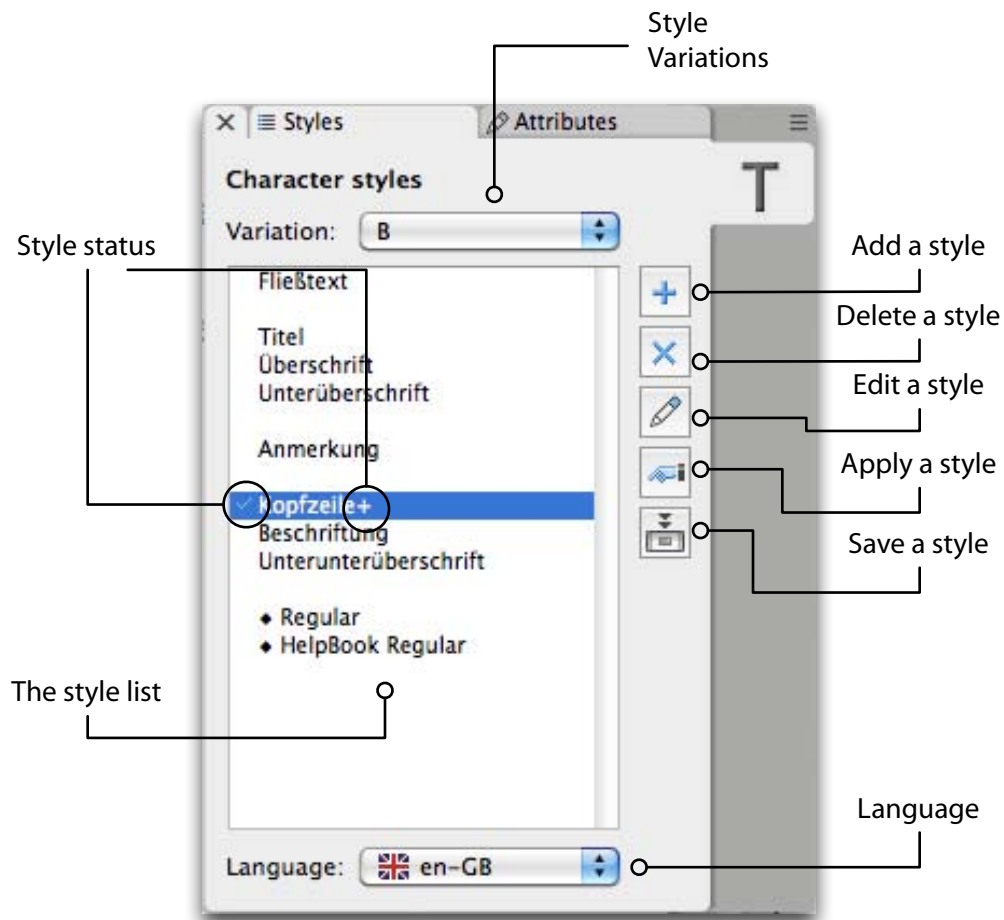 Style
Variations
Styles
Attributes
Character styles
T
Variation: B
Style status
Add a style
Fließtext
Delete a style
Titel
Überschrift
Unterüberschrift
Edit a style
Anmerkung
Apply a style
✓ Kopfzeile+
Beschriftung
Unterunterüberschrift
Save a style
◆ Regular
◆ HelpBook Regular
The style list
Language
Language: en-GB